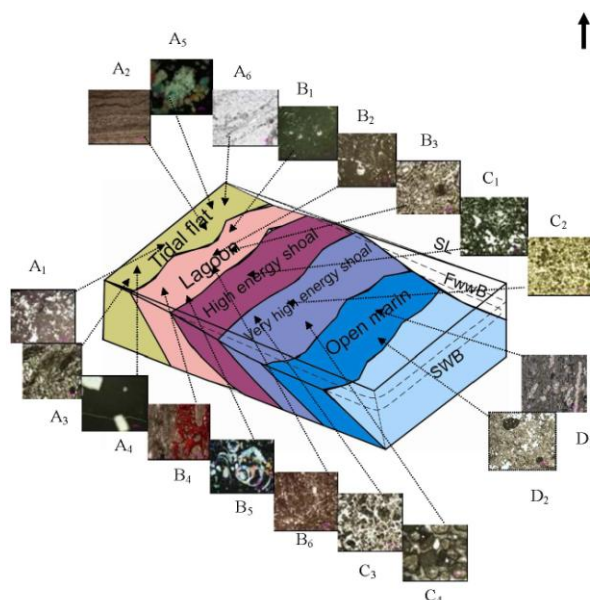 A5
A2
A6
B1
B2
B3
C1
C2
A1
Tidal flat
Lagoon
High energy shoal
Very high energy shoal
Open marin
SL
FwwB
SWB
A3
A4
B4
B5
B6
C3
C4
D
D2